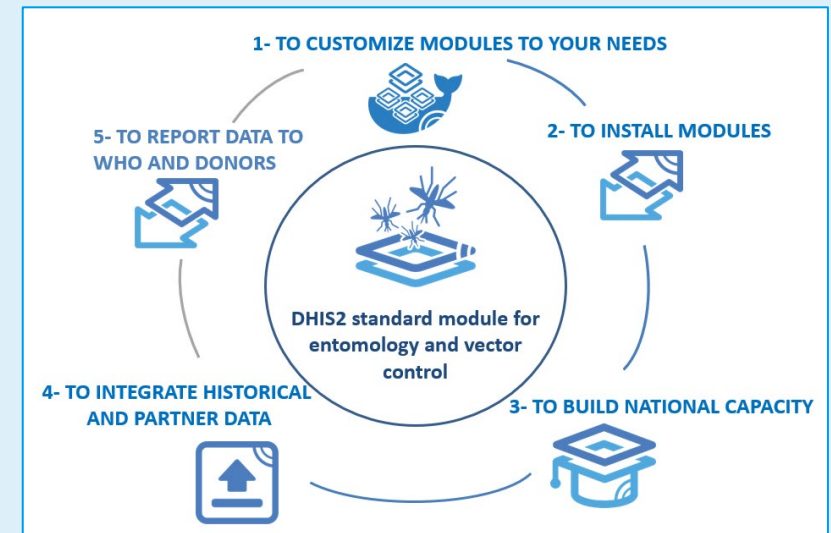 1- TO CUSTOMIZE MODULES TO YOUR NEEDS
2- TO INSTALL MODULES
3- TO BUILD NATIONAL CAPACITY
4- TO INTEGRATE HISTORICAL
AND PARTNER DATA
5- TO REPORT DATA TO
WHO AND DONORS
DHIS2 standard module for
entomology and vector
control